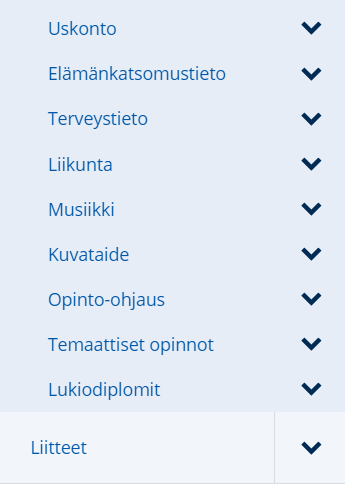 Uskonto
Elämänkatsomustieto
Terveystieto
Liikunta
Musiikki
Kuvataide
Opinto-ohjaus
Temaattiset opinnot
Lukiodiplomit
Liitteet